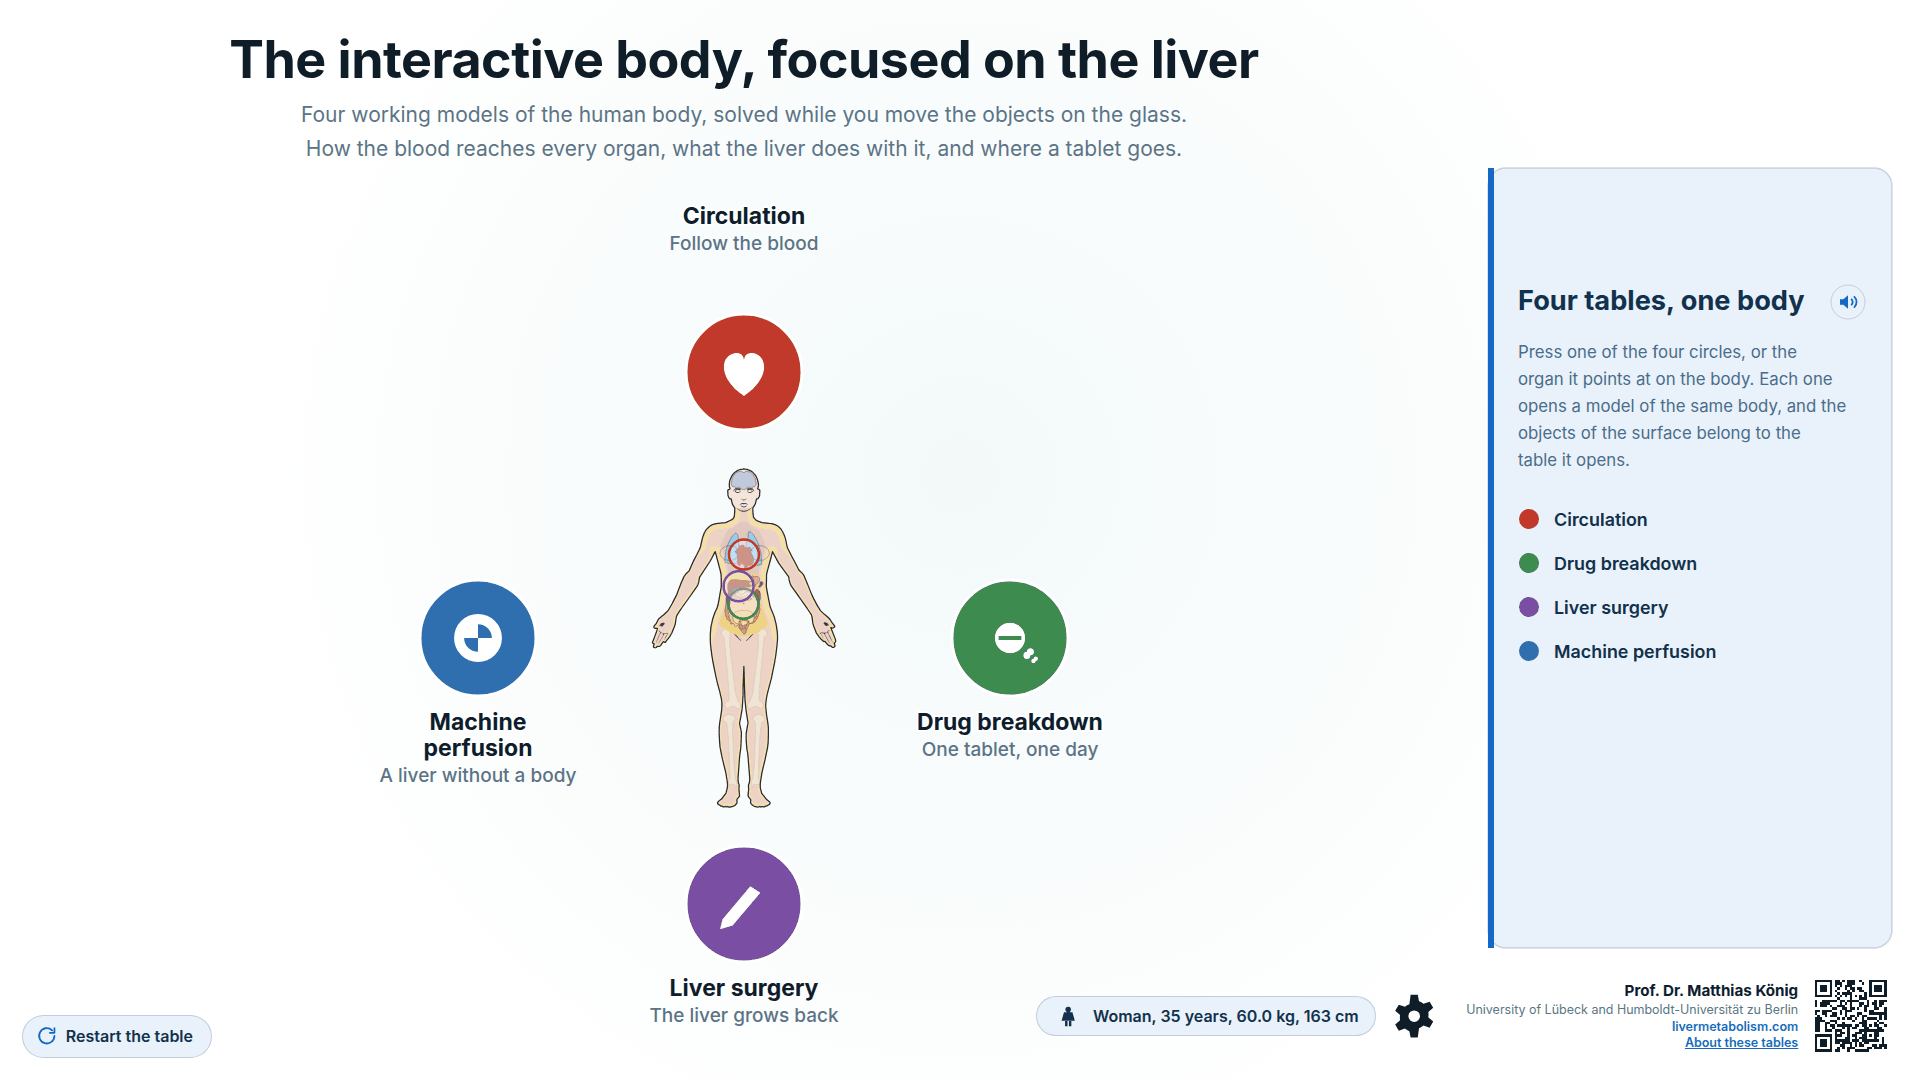 The interactive body, focused on the liver
Four working models of the human body, solved while you move the objects on the glass.
How the blood reaches every organ, what the liver does with it, and where a tablet goes.
Circulation
Follow the blood
Machine
perfusion
A liver without a body
Drug breakdown
One tablet, one day
Liver surgery
The liver grows back
Four tables, one body
Press one of the four circles, or the
organ it points at on the body. Each one
opens a model of the same body, and the
objects of the surface belong to the
table it opens.
Circulation
Drug breakdown
Liver surgery
Machine perfusion
Restart the table
Woman, 35 years, 60.0 kg, 163 cm
Prof. Dr. Matthias König
University of Lübeck and Humboldt-Universität zu Berlin
livermetabolism.com
About these tables